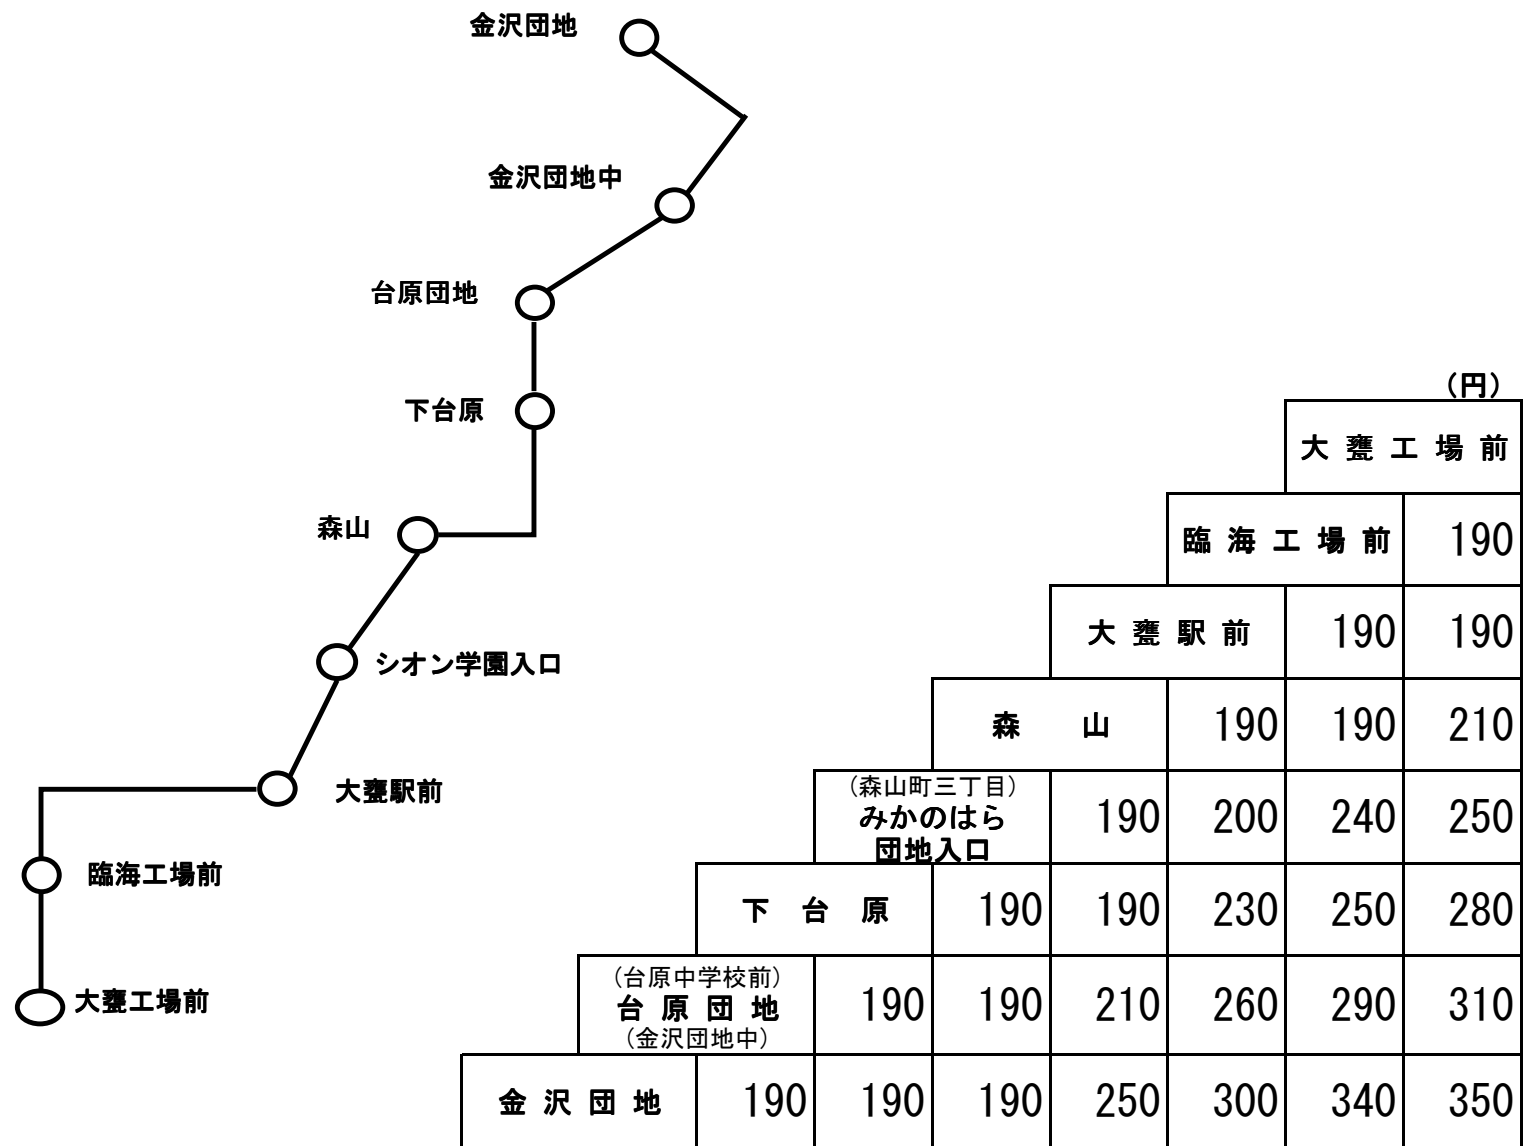 金沢団地
金沢団地中
台原団地
下台原
森山
シオン学園入口
大甕駅前
臨海工場前
大甕工場前
（円）
大甕工場前
臨海工場前 190
大甕駅前 190 190
森山 190 190 210
（森山町三丁目）
みかのはら
団地入口 190 200 240 250
下台原 190 190 230 250 280
（台原中学校前）
台原団地 190 190 210 260 290 310
（金沢団地中）
金沢団地 190 190 190 250 300 340 350